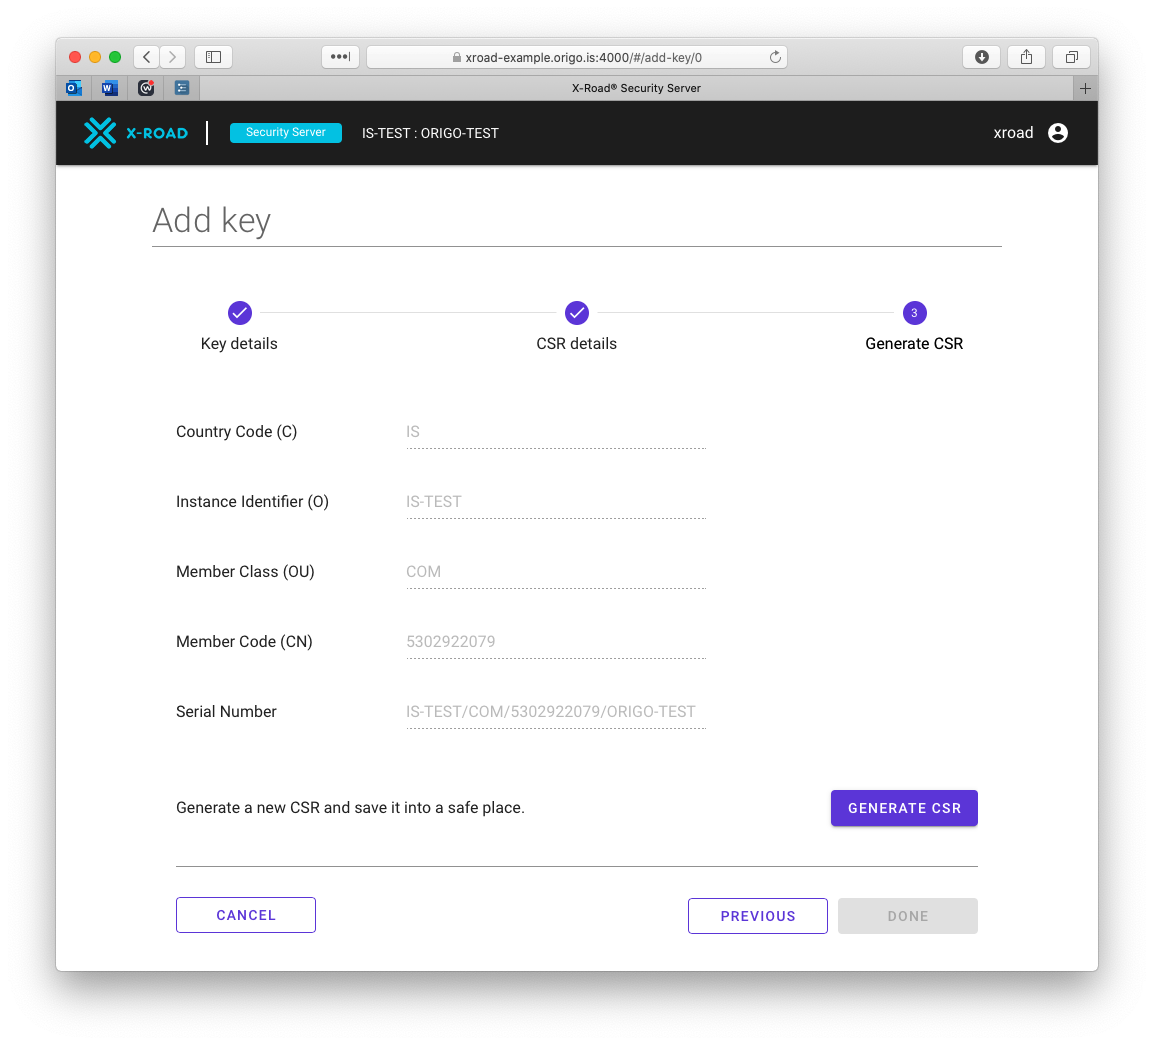 xroad-example.origo.is:4000/#/add-key/0
X-Road® Security Server
X-ROAD Security Server IS-TEST : ORIGO-TEST xroad
Add key
3
Key details CSR details Generate CSR
Country Code (C) IS
Instance Identifier (O) IS-TEST
Member Class (OU) COM
Member Code (CN) 5302922079
Serial Number IS-TEST/COM/5302922079/ORIGO-TEST
Generate a new CSR and save it into a safe place. GENERATE CSR
CANCEL PREVIOUS DONE